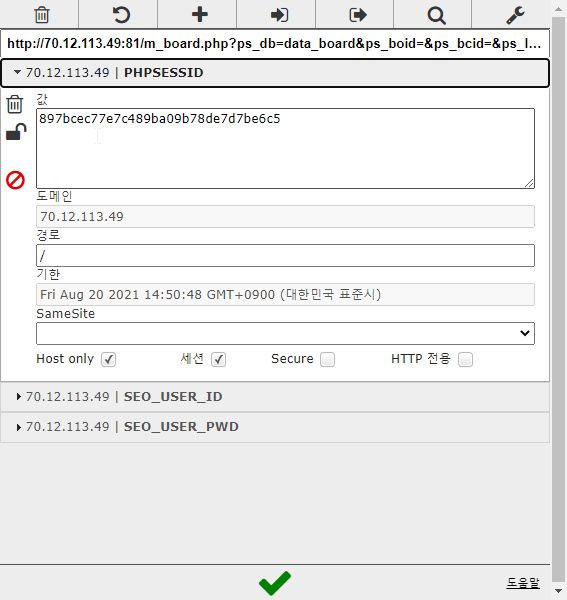 http://70.12.113.49:81/m_board.php?ps_db=data_board&ps_boid=&ps_bcid=&ps_l...
70.12.113.49 | PHPSESSID
값
897bcec77e7c489ba09b78de7d7be6c5
도메인
70.12.113.49
경로
/
기한
Fri Aug 20 2021 14:50:48 GMT+0900 (대한민국 표준시)
SameSite
Host only 세션 Secure HTTP 전용
70.12.113.49 | SEO_USER_ID
70.12.113.49 | SEO_USER_PWD
도움말